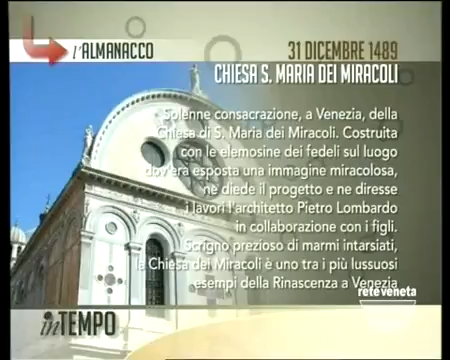 l'ALMANACCO
31 DICEMBRE 1489
CHIESA S. MARIA DEI MIRACOLI
Solenne consacrazione, a Venezia, della
Chiesa di S. Maria dei Miracoli. Costruita
con le elemosine dei fedeli sul luogo
dov'era esposta una immagine miracolosa,
ne diede il progetto e ne diresse
i lavori l'architetto Pietro Lombardo
in collaborazione con i figli.
Scrigno prezioso di marmi intarsiati,
la Chiesa dei Miracoli è uno tra i più lussuosi
esempi della Rinascenza a Venezia
reteveneta
inTEMPO